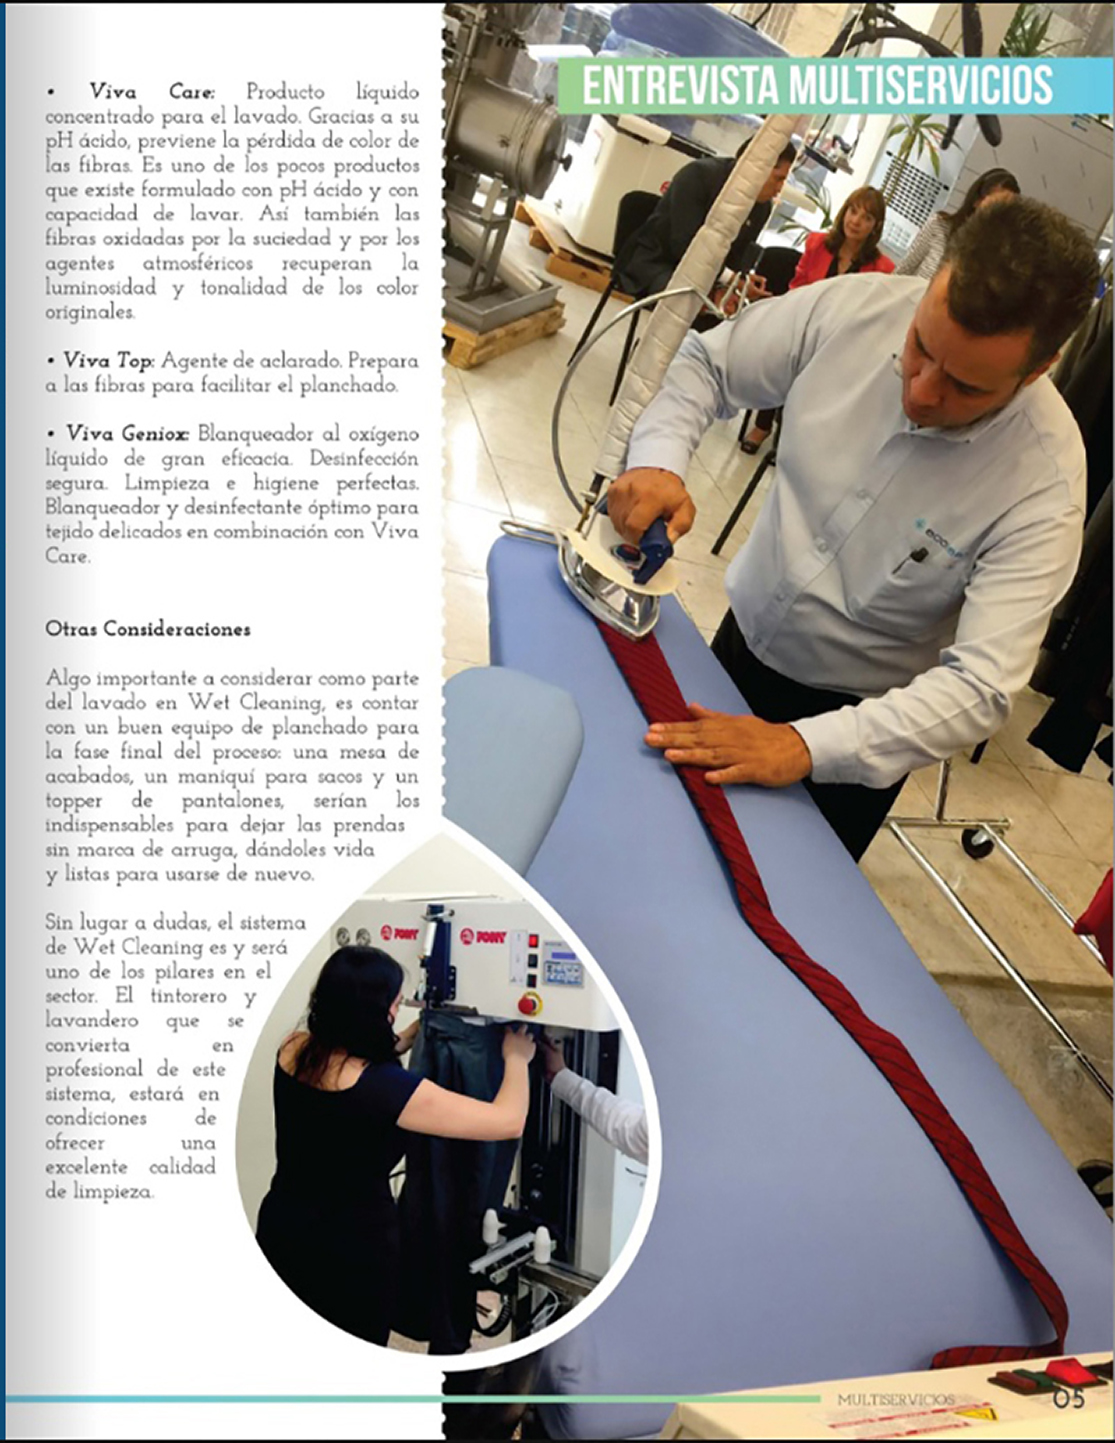 ENTREVISTA MULTISERVICIOS
• Viva Care: Producto líquido
concentrado para el lavado. Gracias a su
pH ácido, previene la pérdida de color de
las fibras. Es uno de los pocos productos
que existe formulado con pH ácido y con
capacidad de lavar. Así también las
fibras oxidadas por la suciedad y por los
agentes atmosféricos recuperan la
luminosidad y tonalidad de los color
originales.
• Viva Top: Agente de aclarado. Prepara
a las fibras para facilitar el planchado.
• Viva Geniox: Blanqueador al oxígeno
líquido de gran eficacia. Desinfección
segura. Limpieza e higiene perfectas.
Blanqueador y desinfectante óptimo para
tejido delicados en combinación con Viva
Care.
Otras Consideraciones
Algo importante a considerar como parte
del lavado en Wet Cleaning, es contar
con un buen equipo de planchado para
la fase final del proceso: una mesa de
acabados, un maniquí para sacos y un
topper de pantalones, serían los
indispensables para dejar las prendas
sin marca de arruga, dándoles vida
y listas para usarse de nuevo.
Sin lugar a dudas, el sistema
de Wet Cleaning es y será
uno de los pilares en el
sector. El tintorero y
lavandero que se
convierta en
profesional de este
sistema, estará en
condiciones de
ofrecer una
excelente calidad
de limpieza.
PONY PONY
MULTISERVICIOS 05